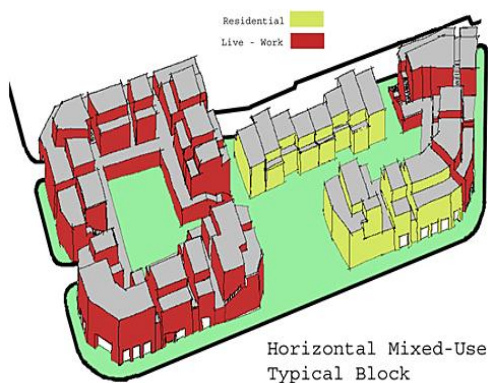 Residential
Live - Work
Horizontal Mixed-Use
Typical Block